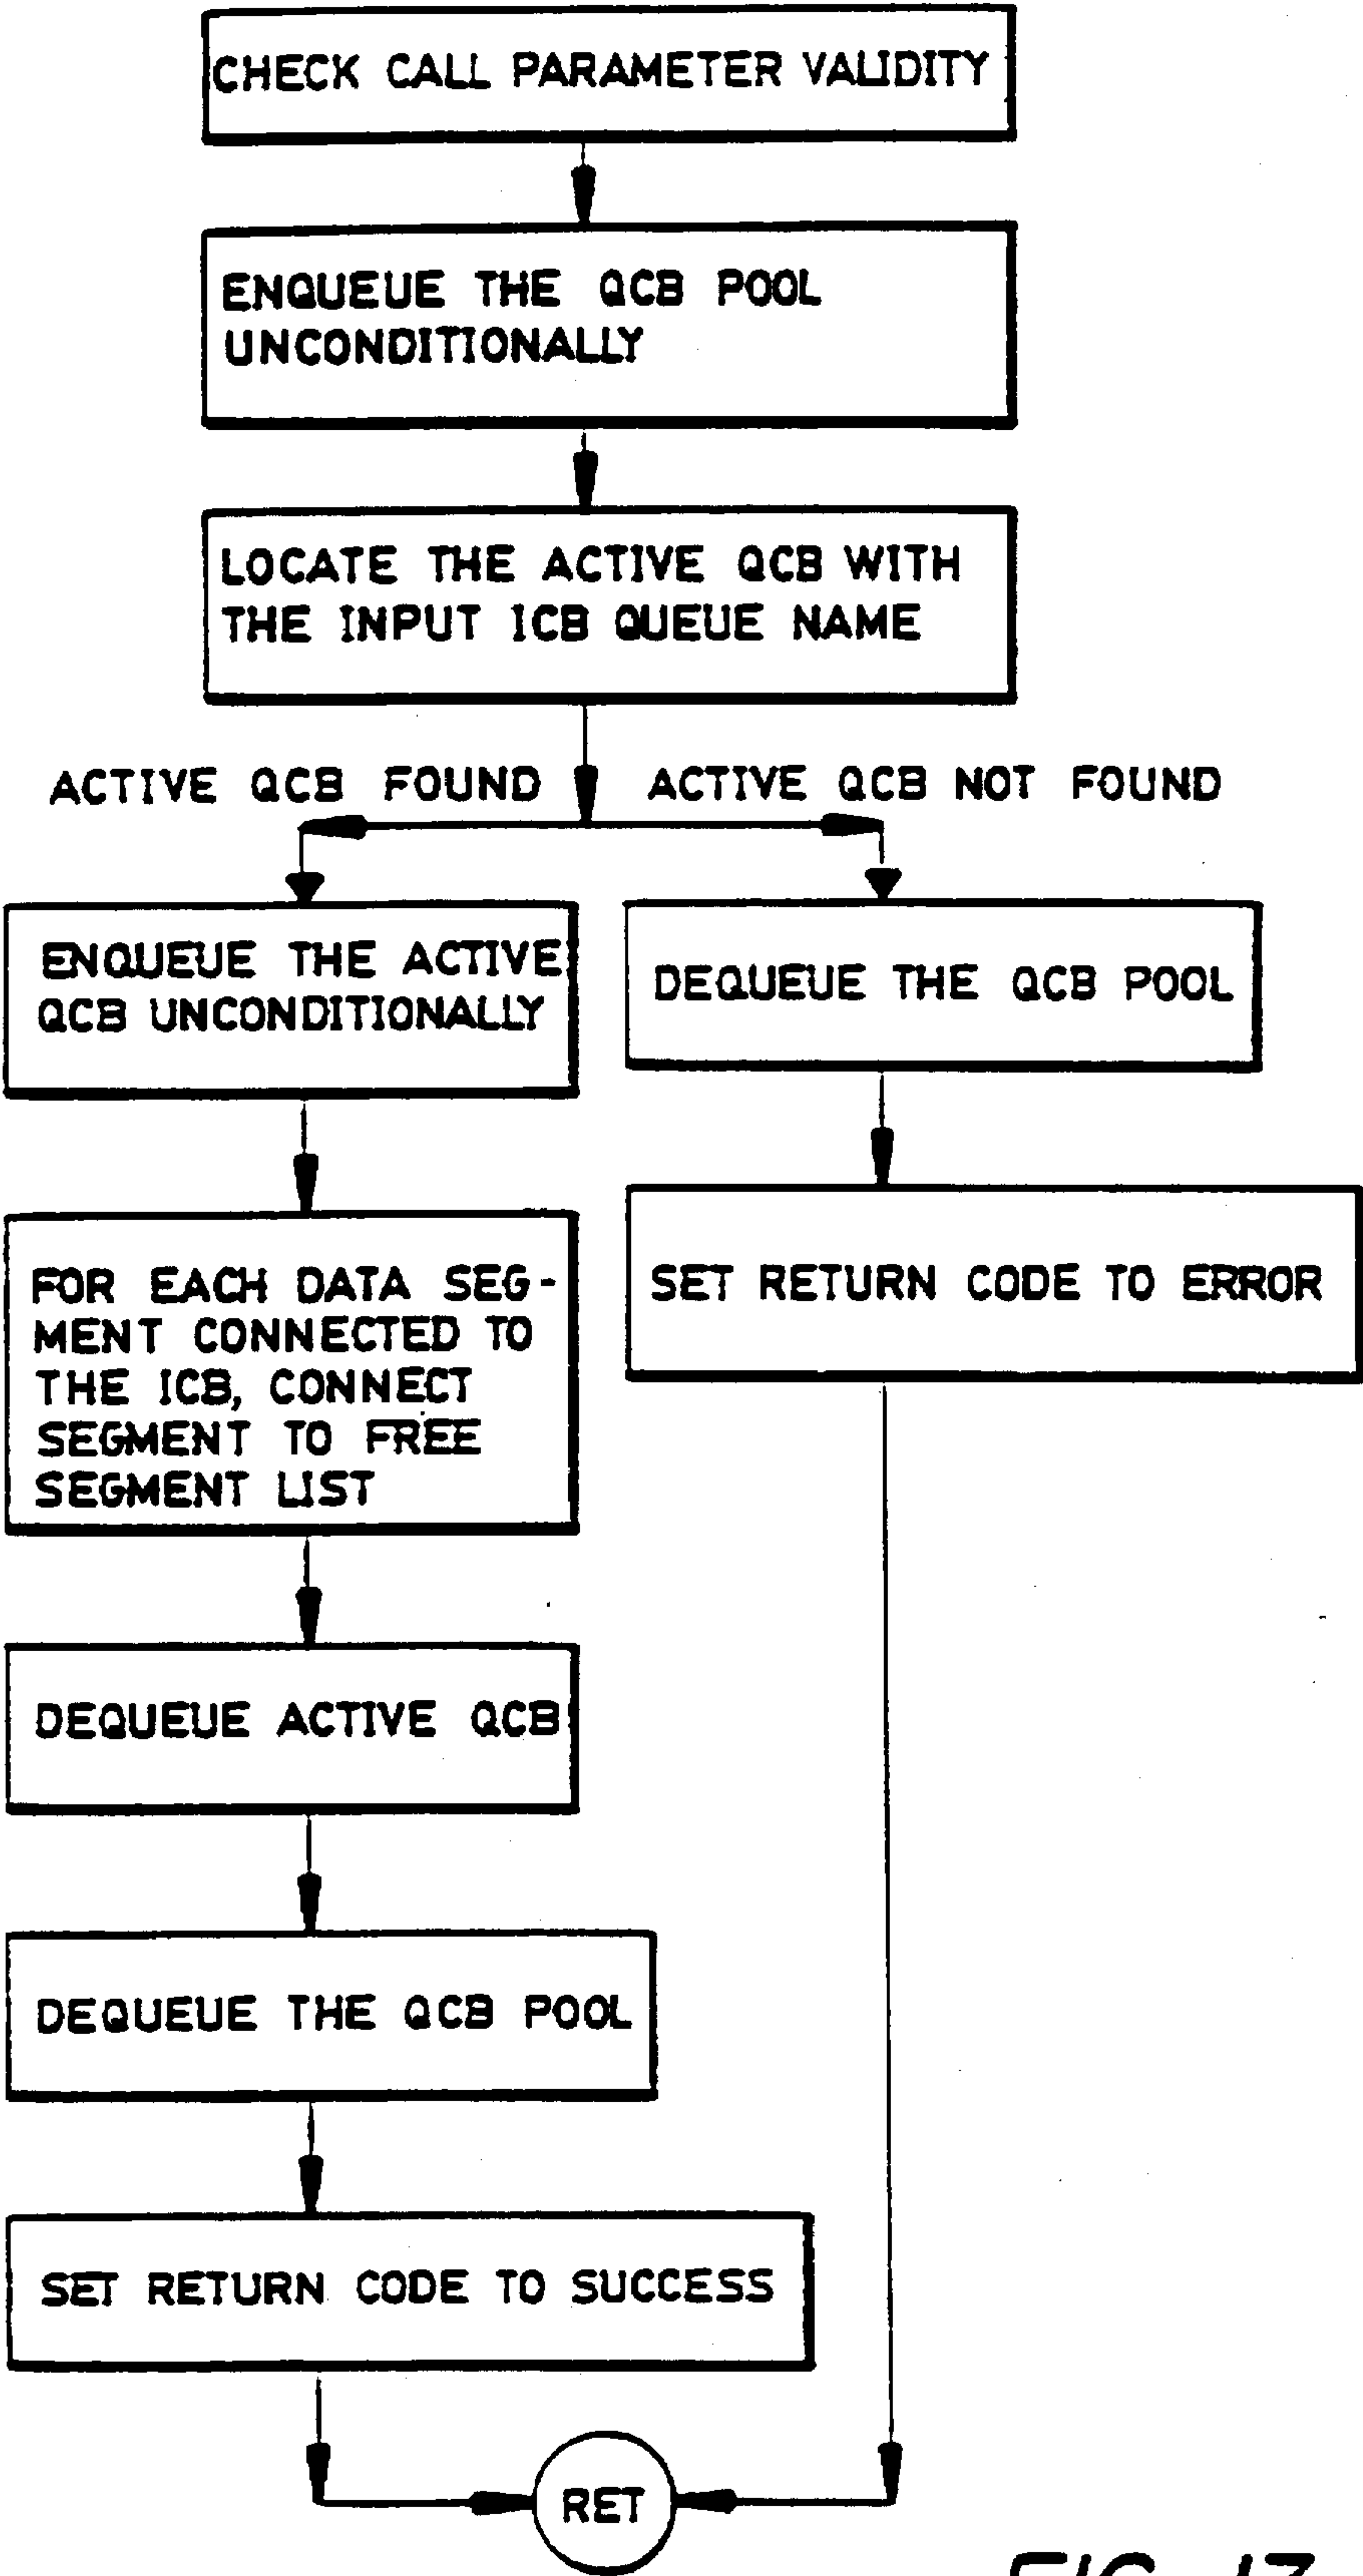 CHECK CALL PARAMETER VALIDITY
ENQUEUE THE QCB POOL
UNCONDITIONALLY
LOCATE THE ACTIVE QCB WITH
THE INPUT ICB QUEUE NAME
ACTIVE QCB FOUND
ACTIVE QCB NOT FOUND
ENQUEUE THE ACTIVE
QCB UNCONDITIONALLY
DEQUEUE THE QCB POOL
FOR EACH DATA SEG-
MENT CONNECTED TO
THE ICB, CONNECT
SEGMENT TO FREE
SEGMENT LIST
SET RETURN CODE TO ERROR
DEQUEUE ACTIVE QCB
DEQUEUE THE QCB POOL
SET RETURN CODE TO SUCCESS
RET